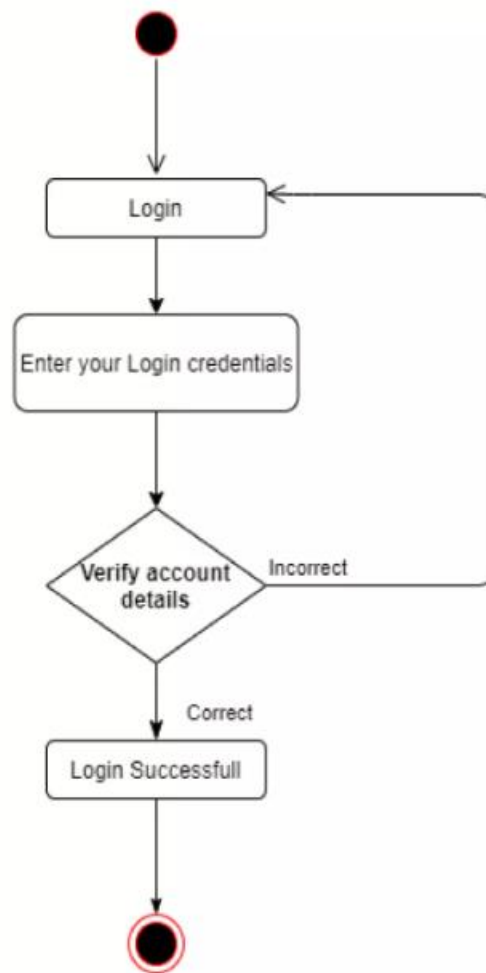 Login
Enter your Login credentials
Verify account
details
Incorrect
Correct
Login Successfull